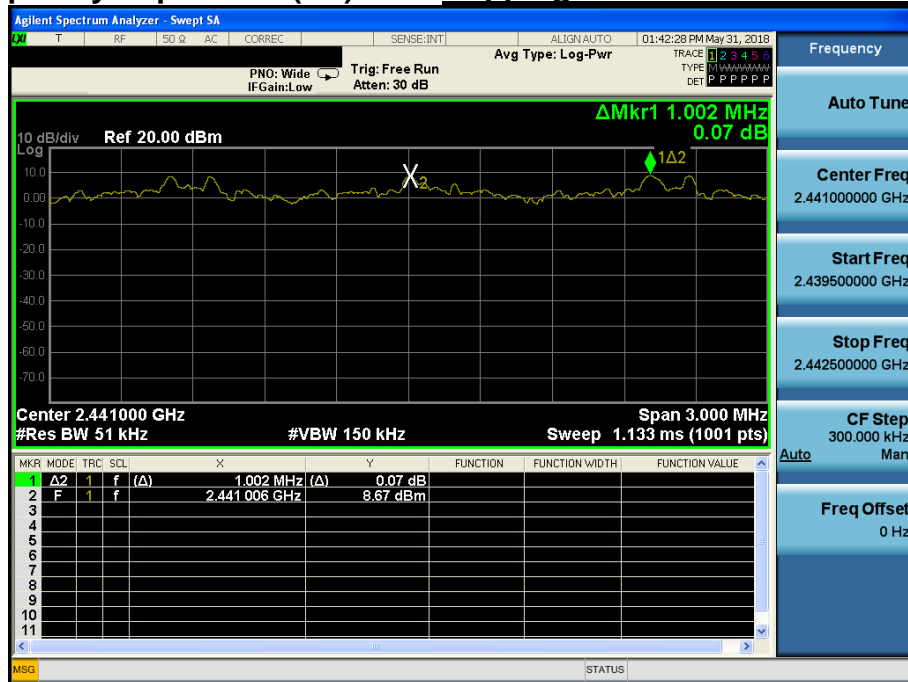 Agilent Spectrum Analyzer - Swept SA
LXI T RF 50 Ω AC CORREC SENSE:INT ALIGN AUTO 01:42:28 PM May 31, 2018
Avg Type: Log-Pwr TRACE 1 2 3 4 5 6
PNO: Wide Trig: Free Run TYPE M WWWWW
IFGain:Low Atten: 30 dB DET P P P P P P
ΔMkr1 1.002 MHz
0.07 dB
10 dB/div Ref 20.00 dBm
Log
1Δ2
10.0
X2
0.00
-10.0
-20.0
-30.0
-40.0
-50.0
-60.0
-70.0
Center 2.441000 GHz Span 3.000 MHz
#Res BW 51 kHz #VBW 150 kHz Sweep 1.133 ms (1001 pts)
MKR MODE TRC SCL X Y FUNCTION FUNCTION WIDTH FUNCTION VALUE
1 Δ2 1 f (Δ) 1.002 MHz (Δ) 0.07 dB
2 F 1 f 2.441 006 GHz 8.67 dBm
3
4
5
6
7
8
9
10
11
MSG STATUS
Frequency
Auto Tune
Center Freq
2.441000000 GHz
Start Freq
2.439500000 GHz
Stop Freq
2.442500000 GHz
CF Step
300.000 kHz
Auto Man
Freq Offset
0 Hz